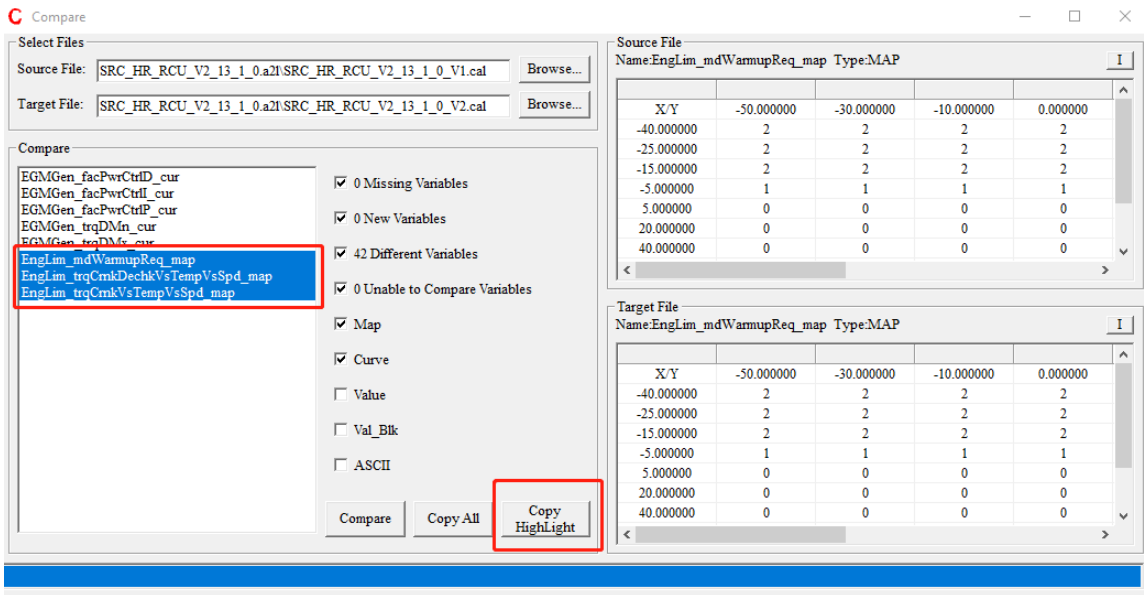 C Compare
Select Files
Source File: SRC_HR_RCU_V2_13_1_0.a2l\SRC_HR_RCU_V2_13_1_0_V1.cal Browse...
Target File: SRC_HR_RCU_V2_13_1_0.a2l\SRC_HR_RCU_V2_13_1_0_V2.cal Browse...
Compare
EGMGen_facPwrCtrlD_cur
EGMGen_facPwrCtrlI_cur
EGMGen_facPwrCtrlP_cur
EGMGen_trqDMn_cur
EGMGen_trqDMx_cur
EngLim_mdWarmupReq_map
EngLim_trqCrnkDechkVsTempVsSpd_map
EngLim_trqCrnkVsTempVsSpd_map
0 Missing Variables
0 New Variables
42 Different Variables
0 Unable to Compare Variables
Map
Curve
Value
Val_Blk
ASCII
Compare Copy All Copy
HighLight
Source File
Name:EngLim_mdWarmupReq_map Type:MAP I
X/Y -50.000000 -30.000000 -10.000000 0.000000
-40.000000 2 2 2 2
-25.000000 2 2 2 2
-15.000000 2 2 2 2
-5.000000 1 1 1 1
5.000000 0 0 0 0
20.000000 0 0 0 0
40.000000 0 0 0 0
Target File
Name:EngLim_mdWarmupReq_map Type:MAP I
X/Y -50.000000 -30.000000 -10.000000 0.000000
-40.000000 2 2 2 2
-25.000000 2 2 2 2
-15.000000 2 2 2 2
-5.000000 1 1 1 1
5.000000 0 0 0 0
20.000000 0 0 0 0
40.000000 0 0 0 0